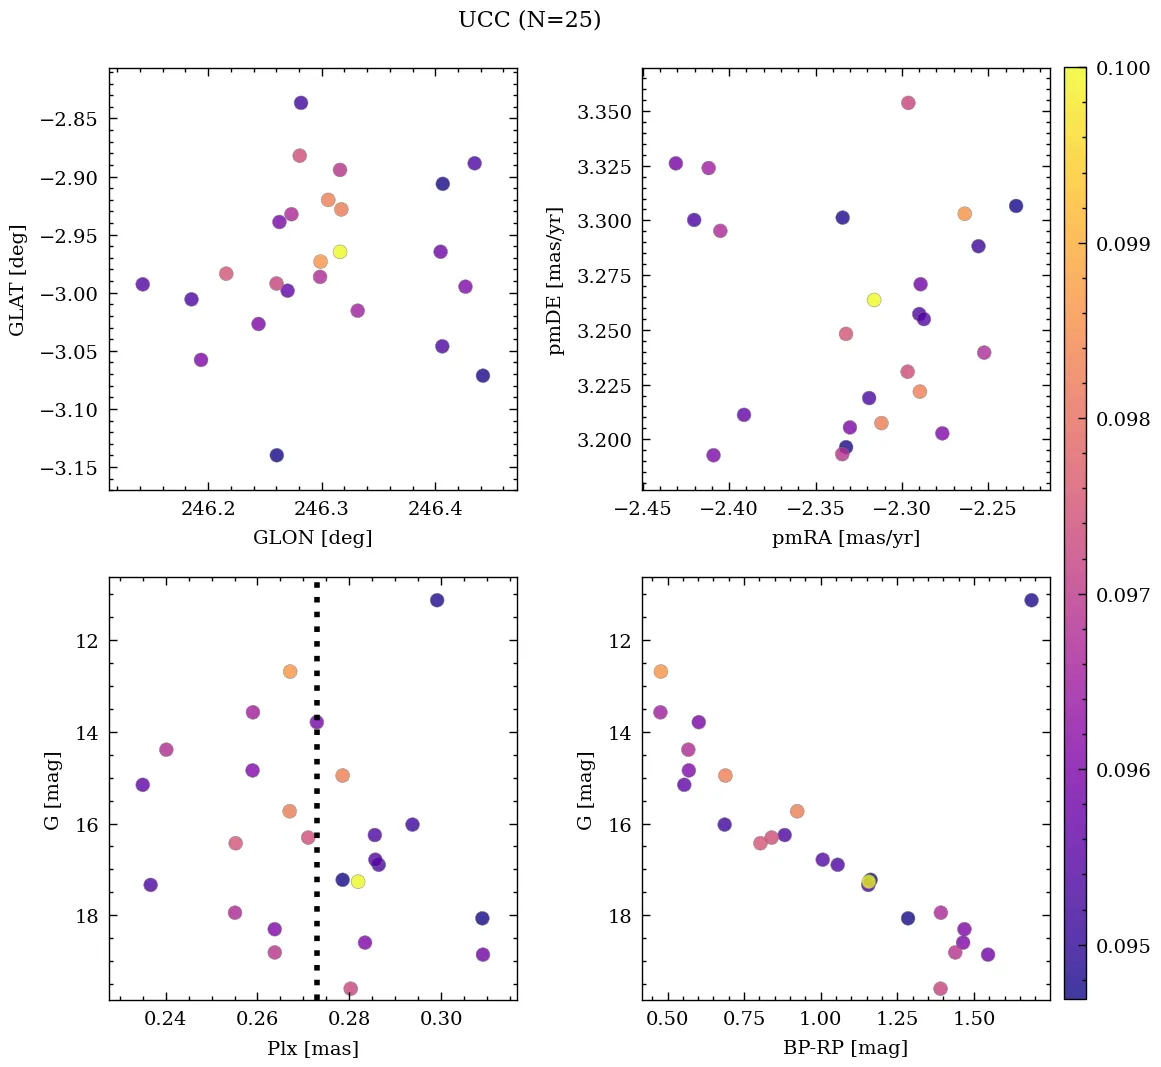 UCC (N=25)
−2.85
−2.90
−2.95
−3.00
−3.05
−3.10
−3.15
GLAT [deg]
246.2 246.3 246.4
GLON [deg]
3.350
3.325
3.300
3.275
3.250
3.225
3.200
pmDE [mas/yr]
−2.45 −2.40 −2.35 −2.30 −2.25
pmRA [mas/yr]
12
14
16
18
G [mag]
0.24 0.26 0.28 0.30
Plx [mas]
12
14
16
18
G [mag]
0.50 0.75 1.00 1.25 1.50
BP-RP [mag]
0.100
0.099
0.098
0.097
0.096
0.095